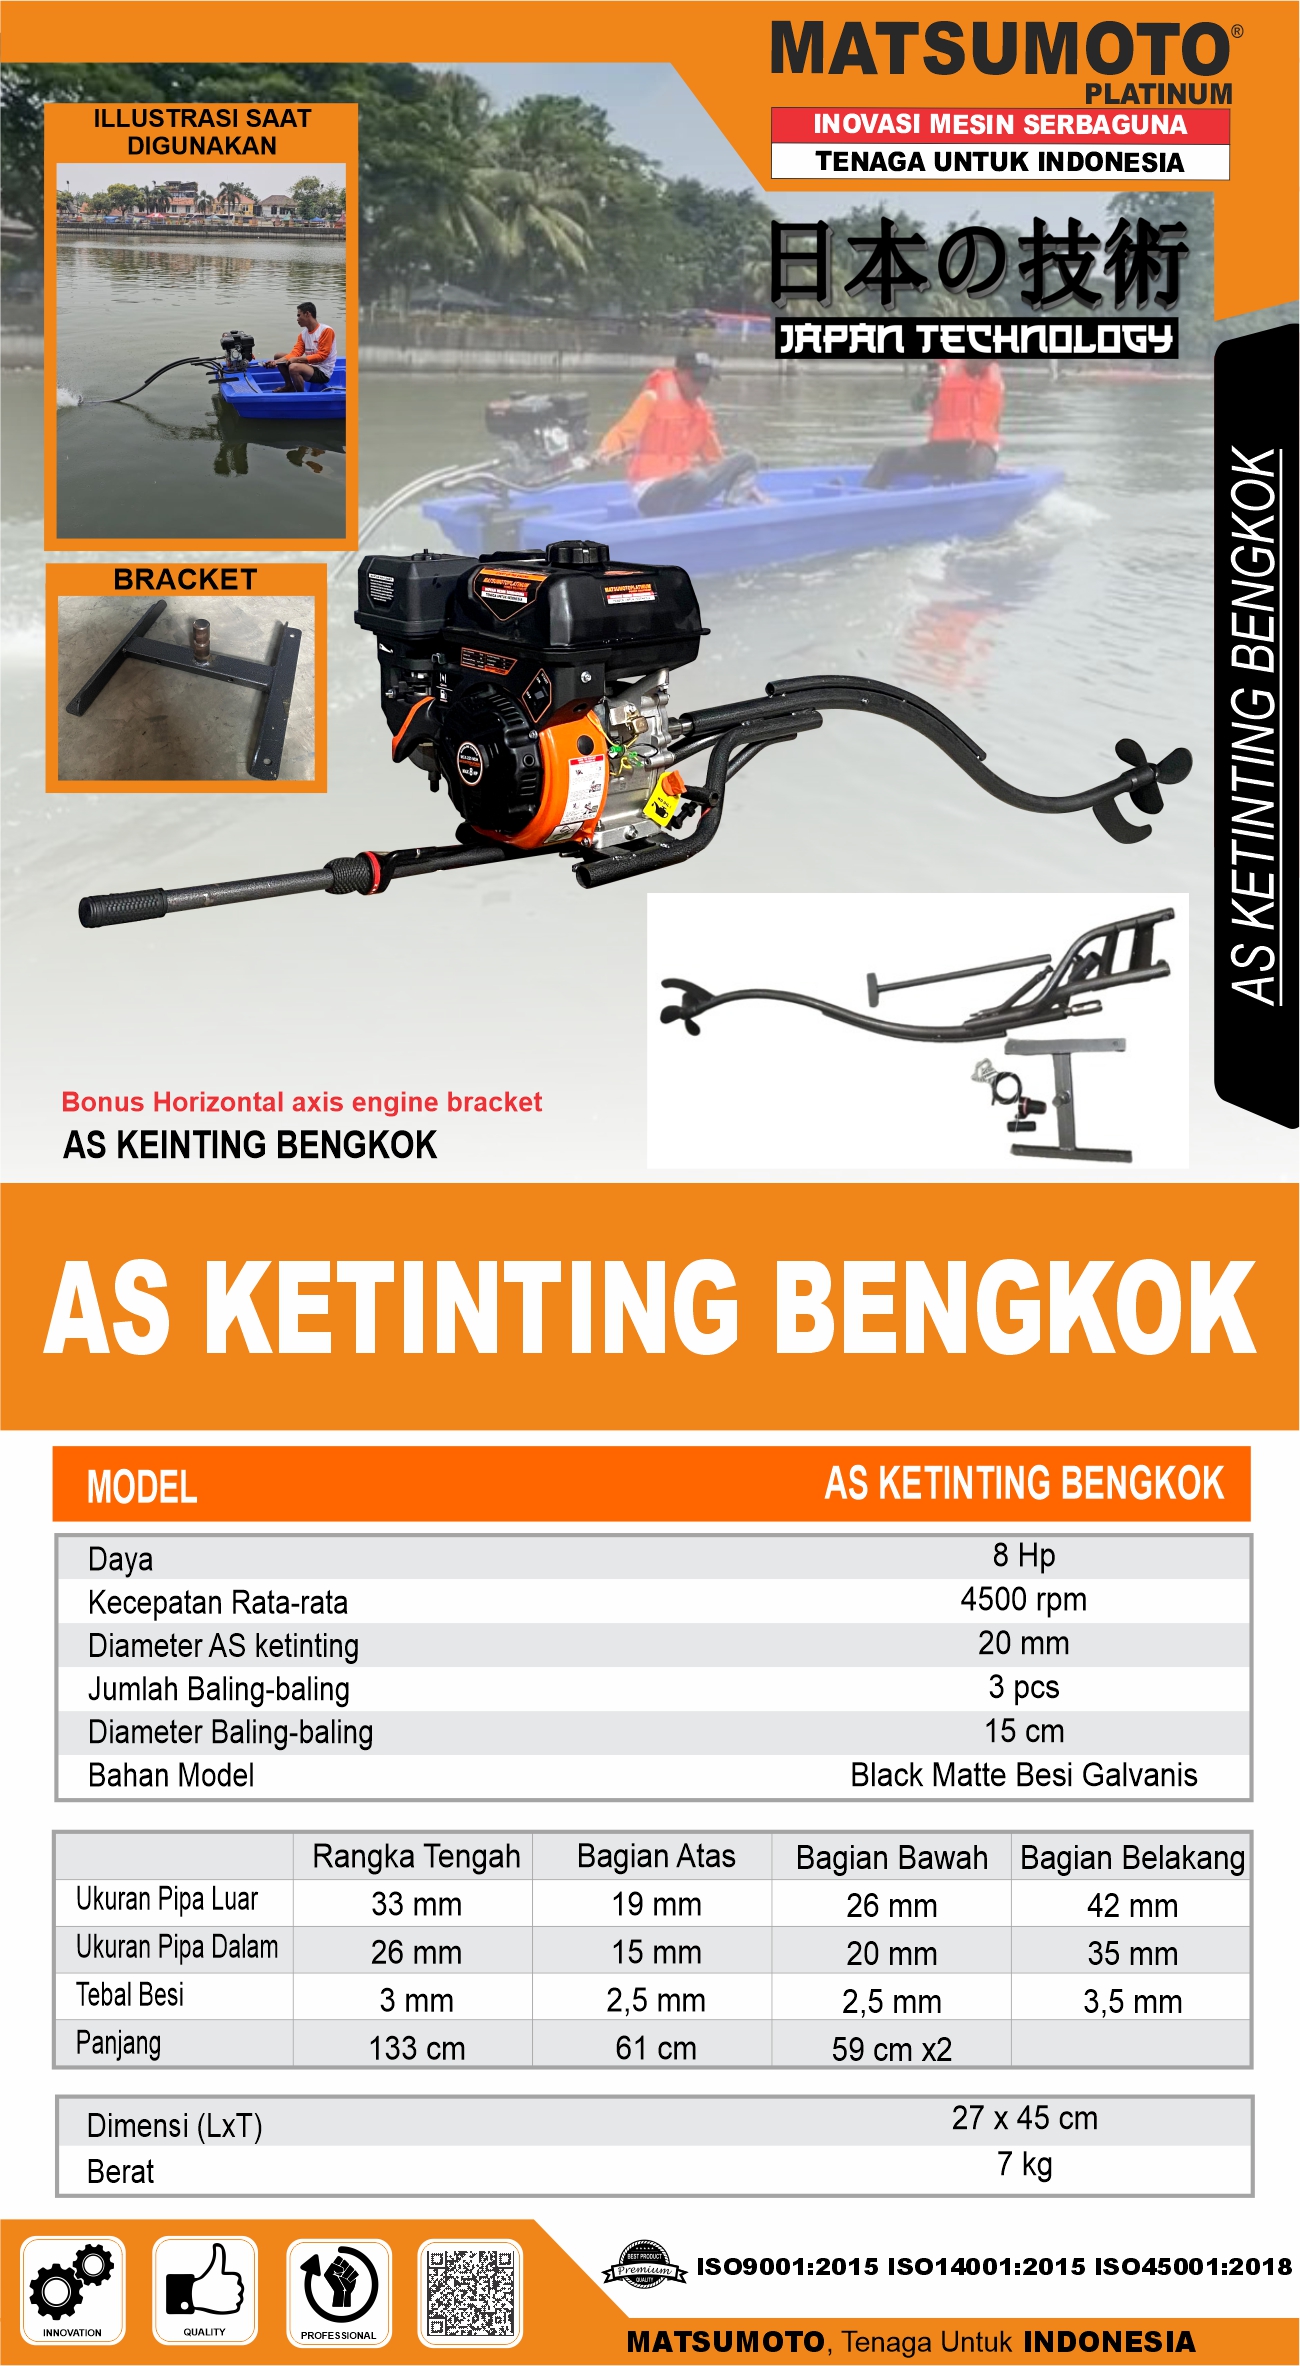 MATSUMOTO®
PLATINUM
INOVASI MESIN SERBAGUNA
TENAGA UNTUK INDONESIA
日本の技術
JAPAN TECHNOLOGY
ILLUSTRASI SAAT
DIGUNAKAN
BRACKET
MATSUMOTO PLATINUM
MATSUMOTO PLATINUM
AS KETINTING BENGKOK
Bonus Horizontal axis engine bracket
AS KEINTING BENGKOK
AS KETINTING BENGKOK
MODEL AS KETINTING BENGKOK
Daya 8 Hp
Kecepatan Rata-rata 4500 rpm
Diameter AS ketinting 20 mm
Jumlah Baling-baling 3 pcs
Diameter Baling-baling 15 cm
Bahan Model Black Matte Besi Galvanis
Rangka Tengah Bagian Atas Bagian Bawah Bagian Belakang
Ukuran Pipa Luar 33 mm 19 mm 26 mm 42 mm
Ukuran Pipa Dalam 26 mm 15 mm 20 mm 35 mm
Tebal Besi 3 mm 2,5 mm 2,5 mm 3,5 mm
Panjang 133 cm 61 cm 59 cm x2
Dimensi (LxT) 27 x 45 cm
Berat 7 kg
INNOVATION
QUALITY
PROFESSIONAL
BEST PRODUCT
Premium
QUALITY
ISO9001:2015 ISO14001:2015 ISO45001:2018
MATSUMOTO, Tenaga Untuk INDONESIA